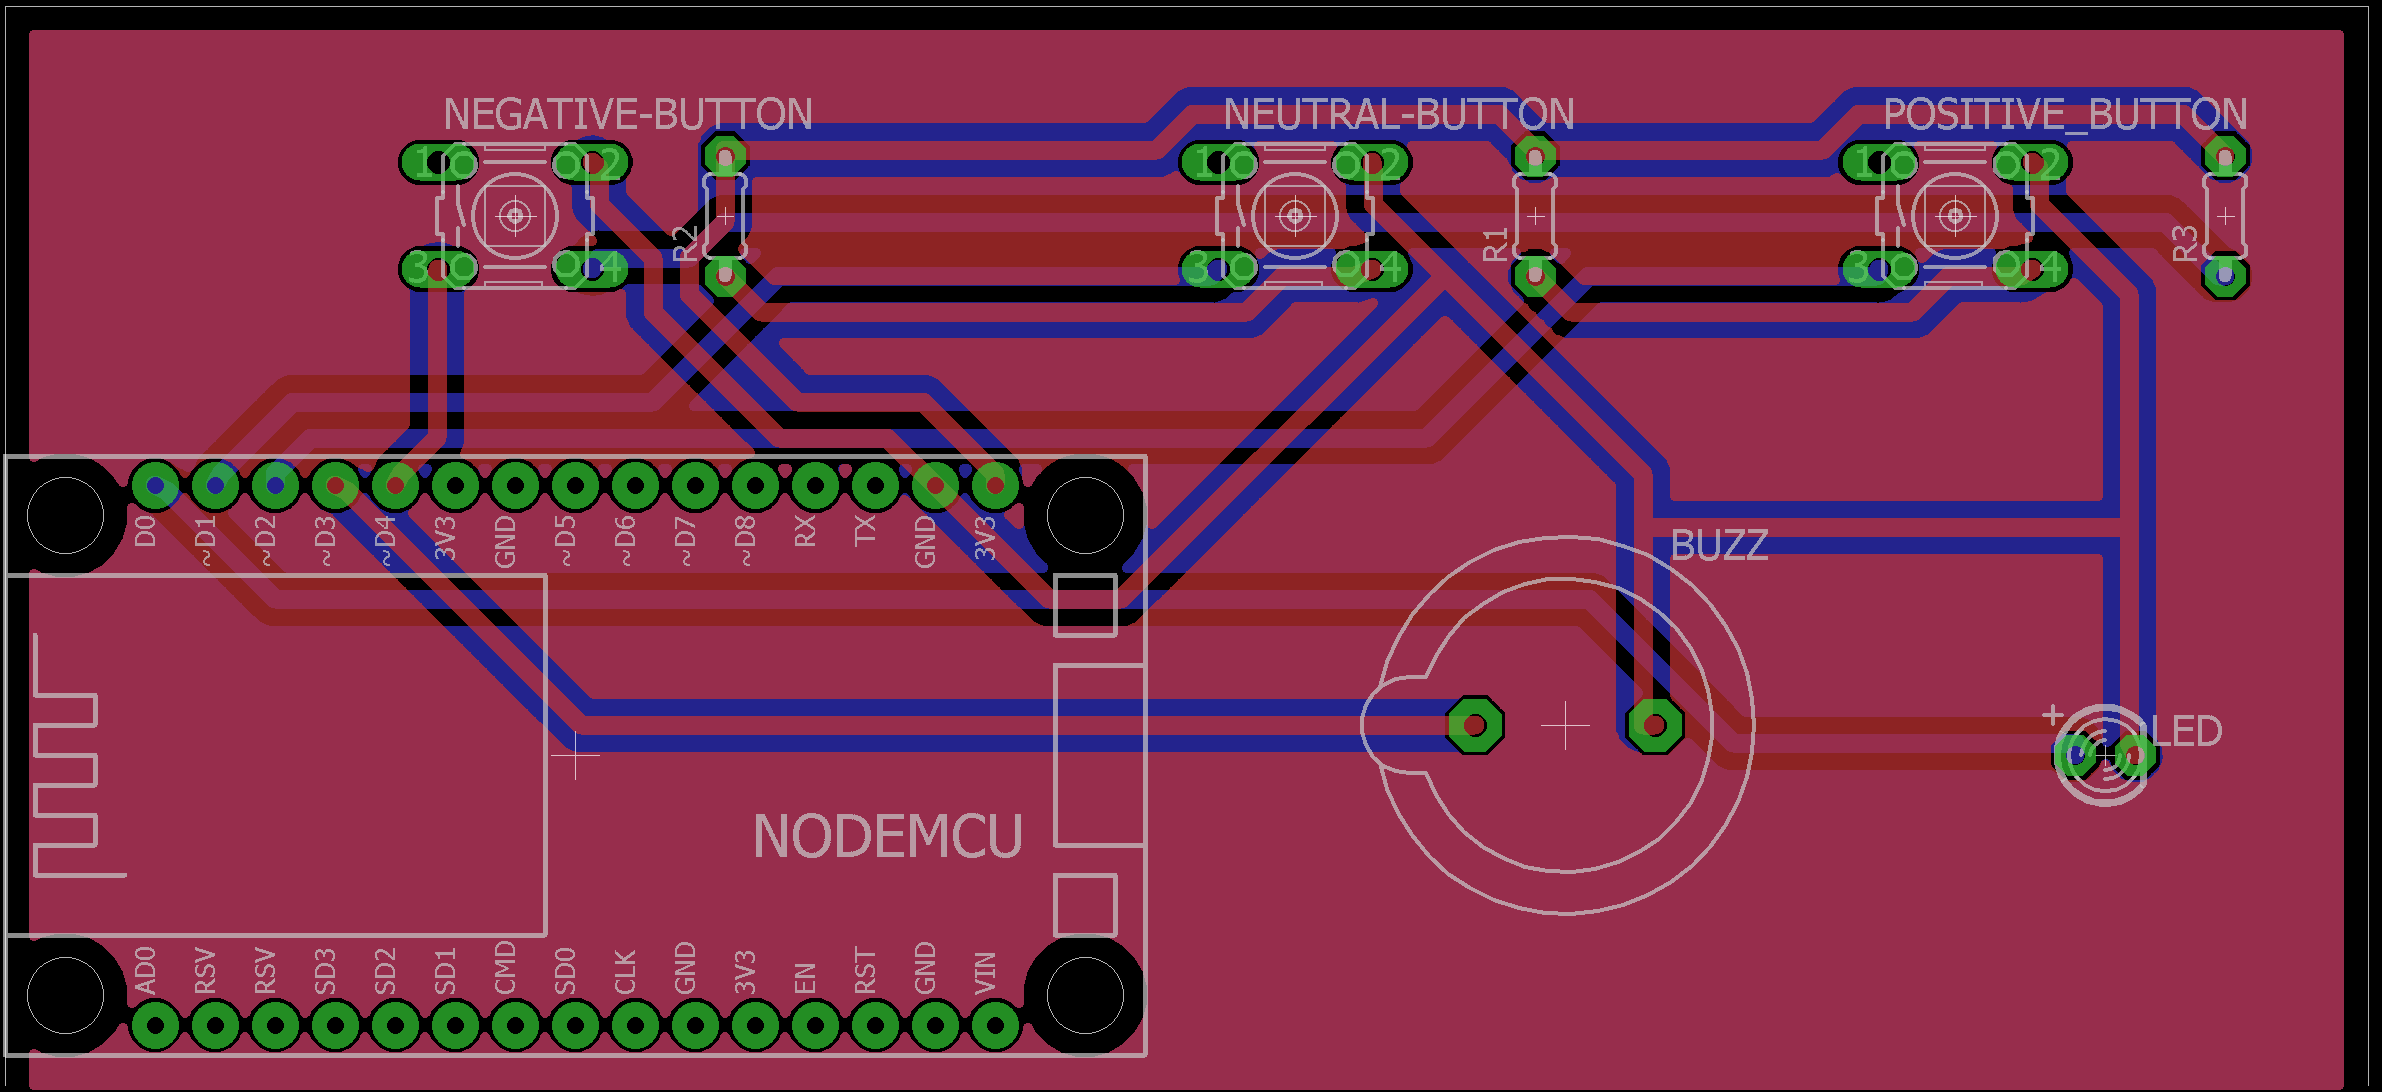 NEGATIVE-BUTTON
NEUTRAL-BUTTON
POSITIVE_BUTTON
1 2
1 2
1 2
R2
R1
R3
3 4
3 4
3 4
D0 ~D1 ~D2 ~D3 ~D4 3V3 GND ~D5 ~D6 ~D7 ~D8 RX TX GND 3V3
BUZZ
+
LED
NODEMCU
AD0 RSV RSV SD3 SD2 SD1 CMD SD0 CLK GND 3V3 EN RST GND VIN